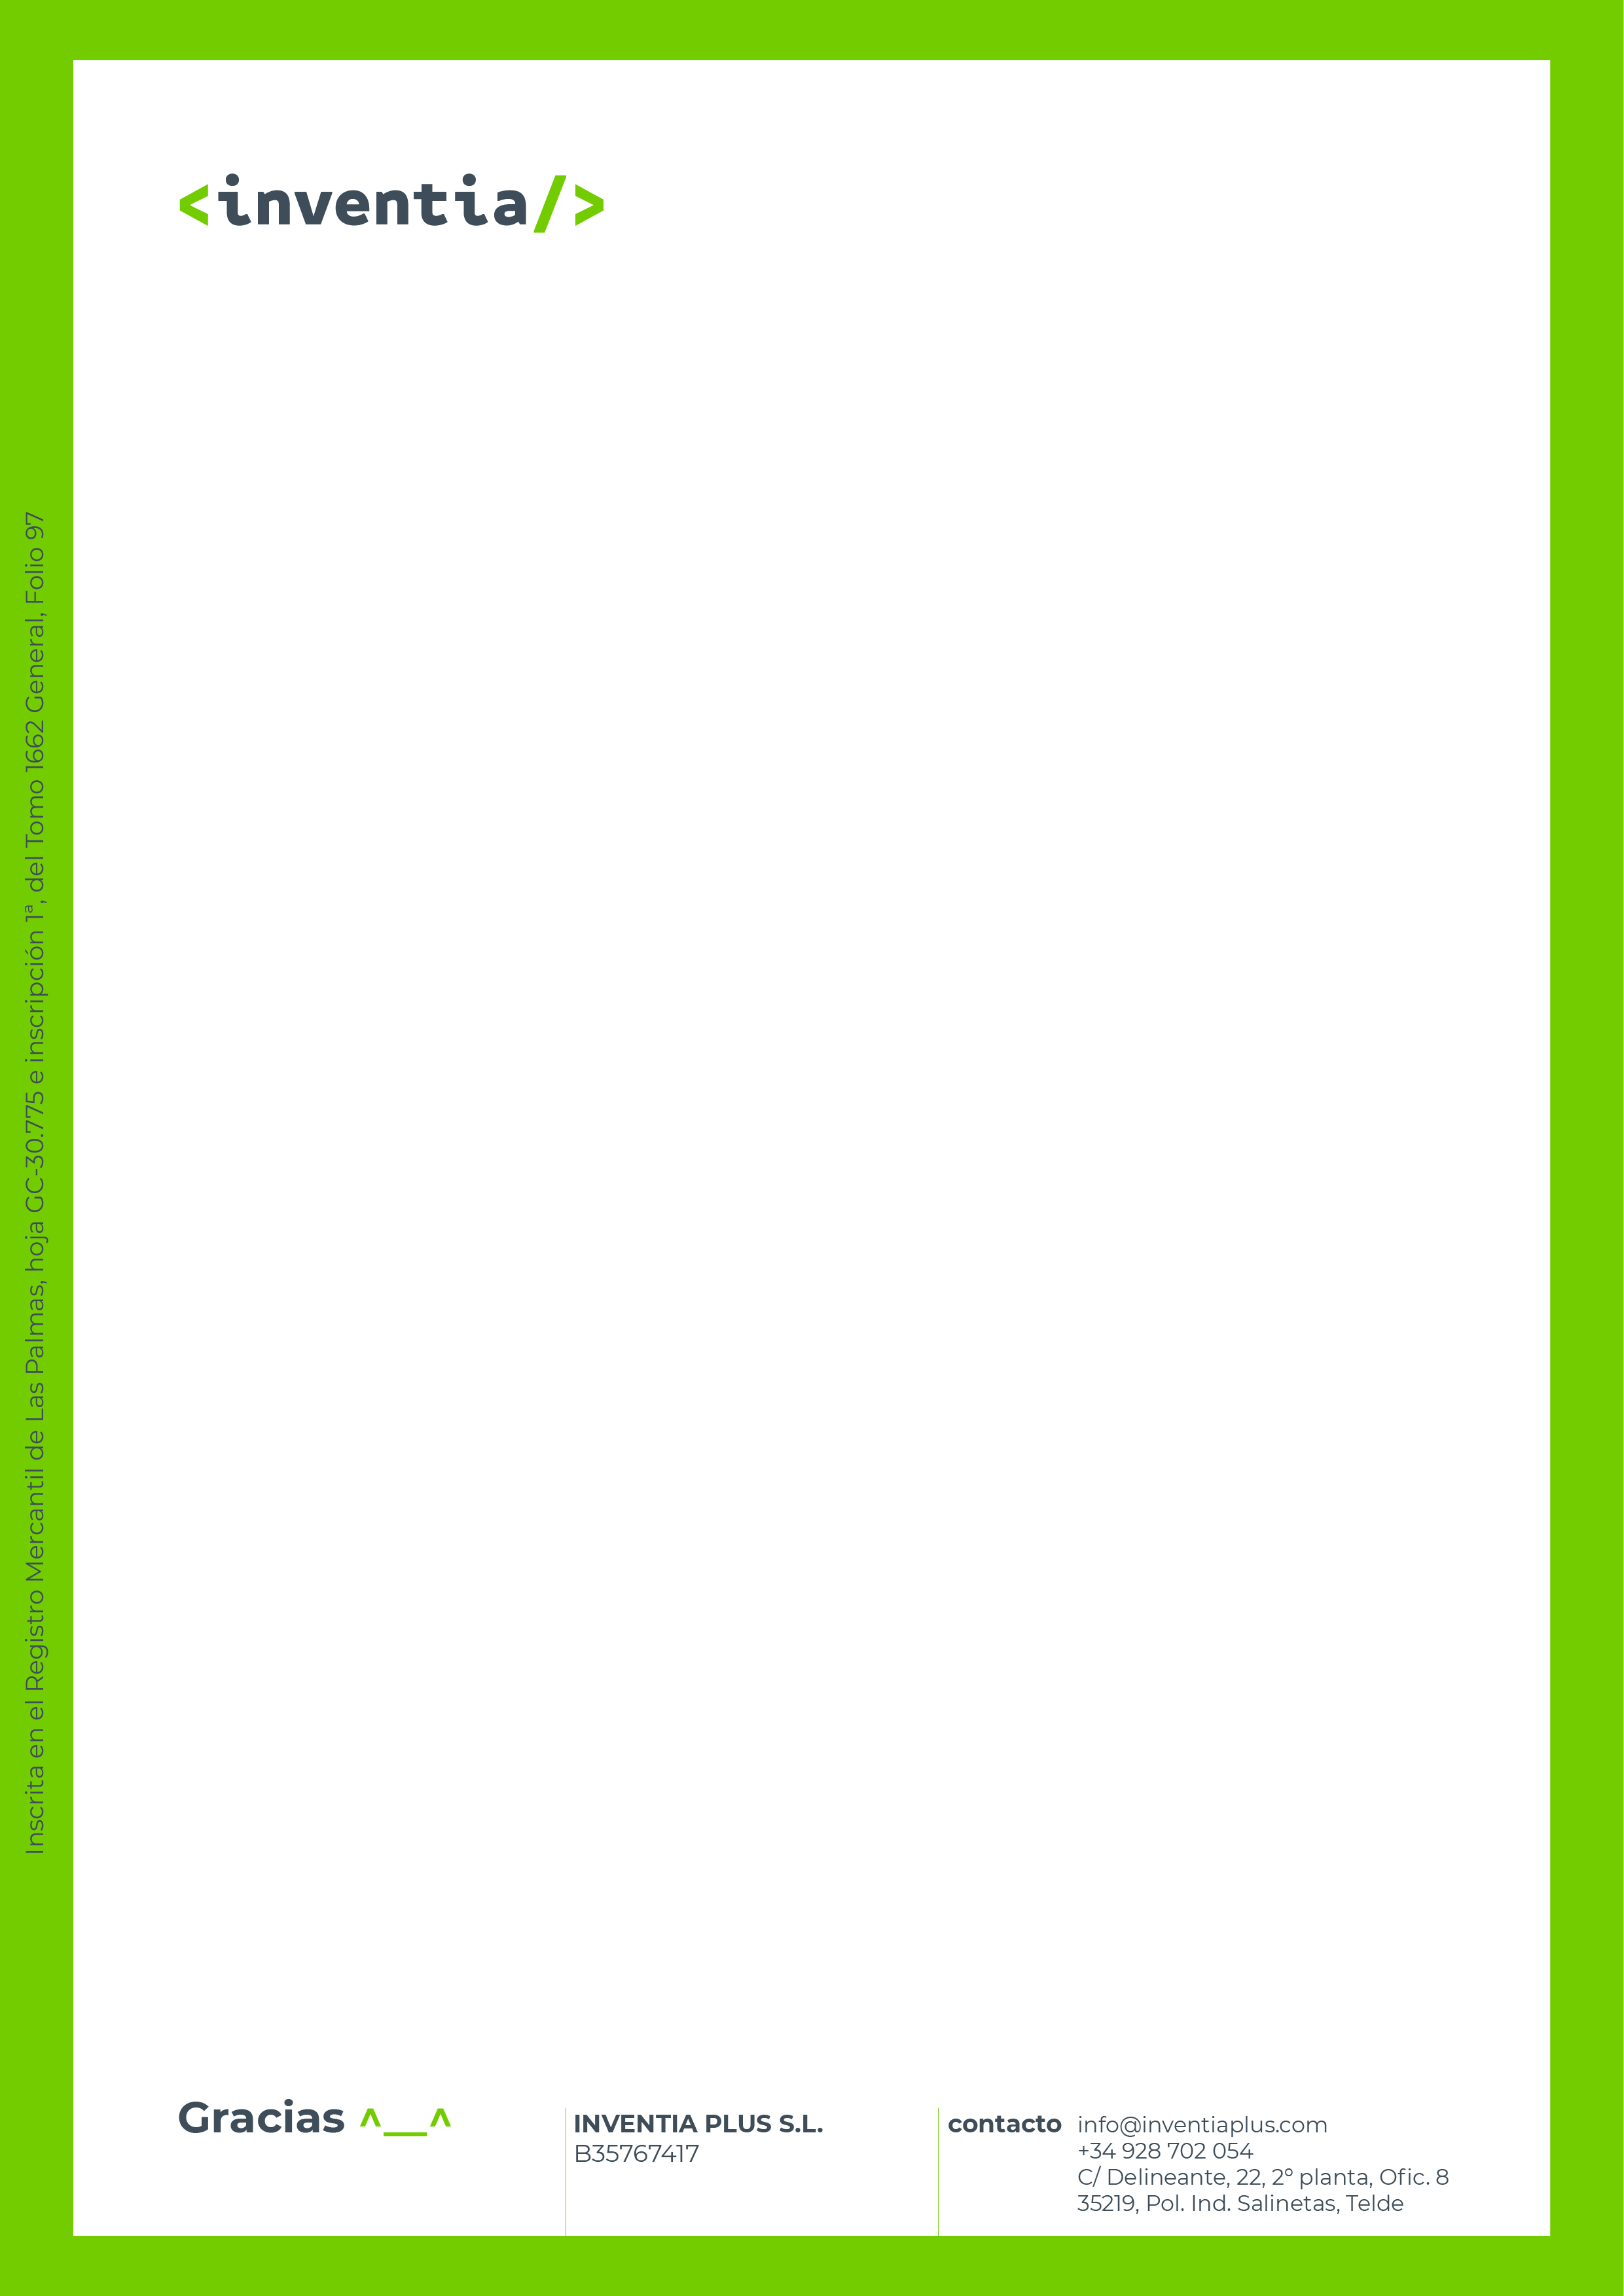 <inventia/>
Inscrita en el Registro Mercantil de Las Palmas, hoja GC-30.775 e inscripción 1ª, del Tomo 1662 General, Folio 97
Gracias ^__^
INVENTIA PLUS S.L.
B35767417
contacto info@inventiaplus.com
+34 928 702 054
C/ Delineante, 22, 2º planta, Ofic. 8
35219, Pol. Ind. Salinetas, Telde